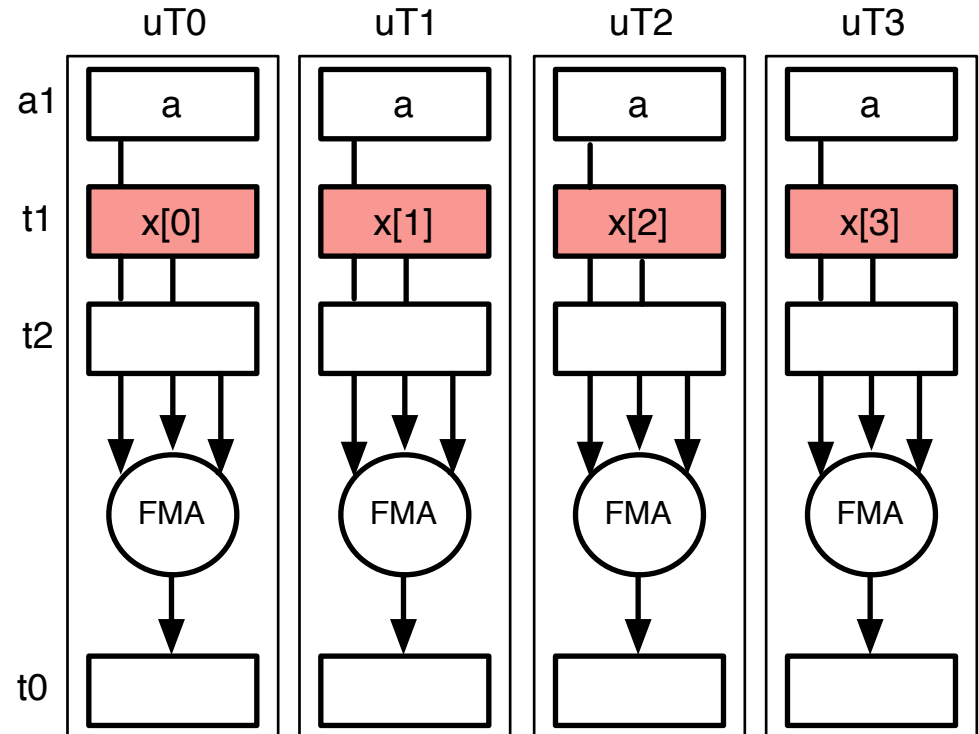 uT0 uT1 uT2 uT3
a1 a a a a
t1 x[0] x[1] x[2] x[3]
t2
FMA FMA FMA FMA
t0